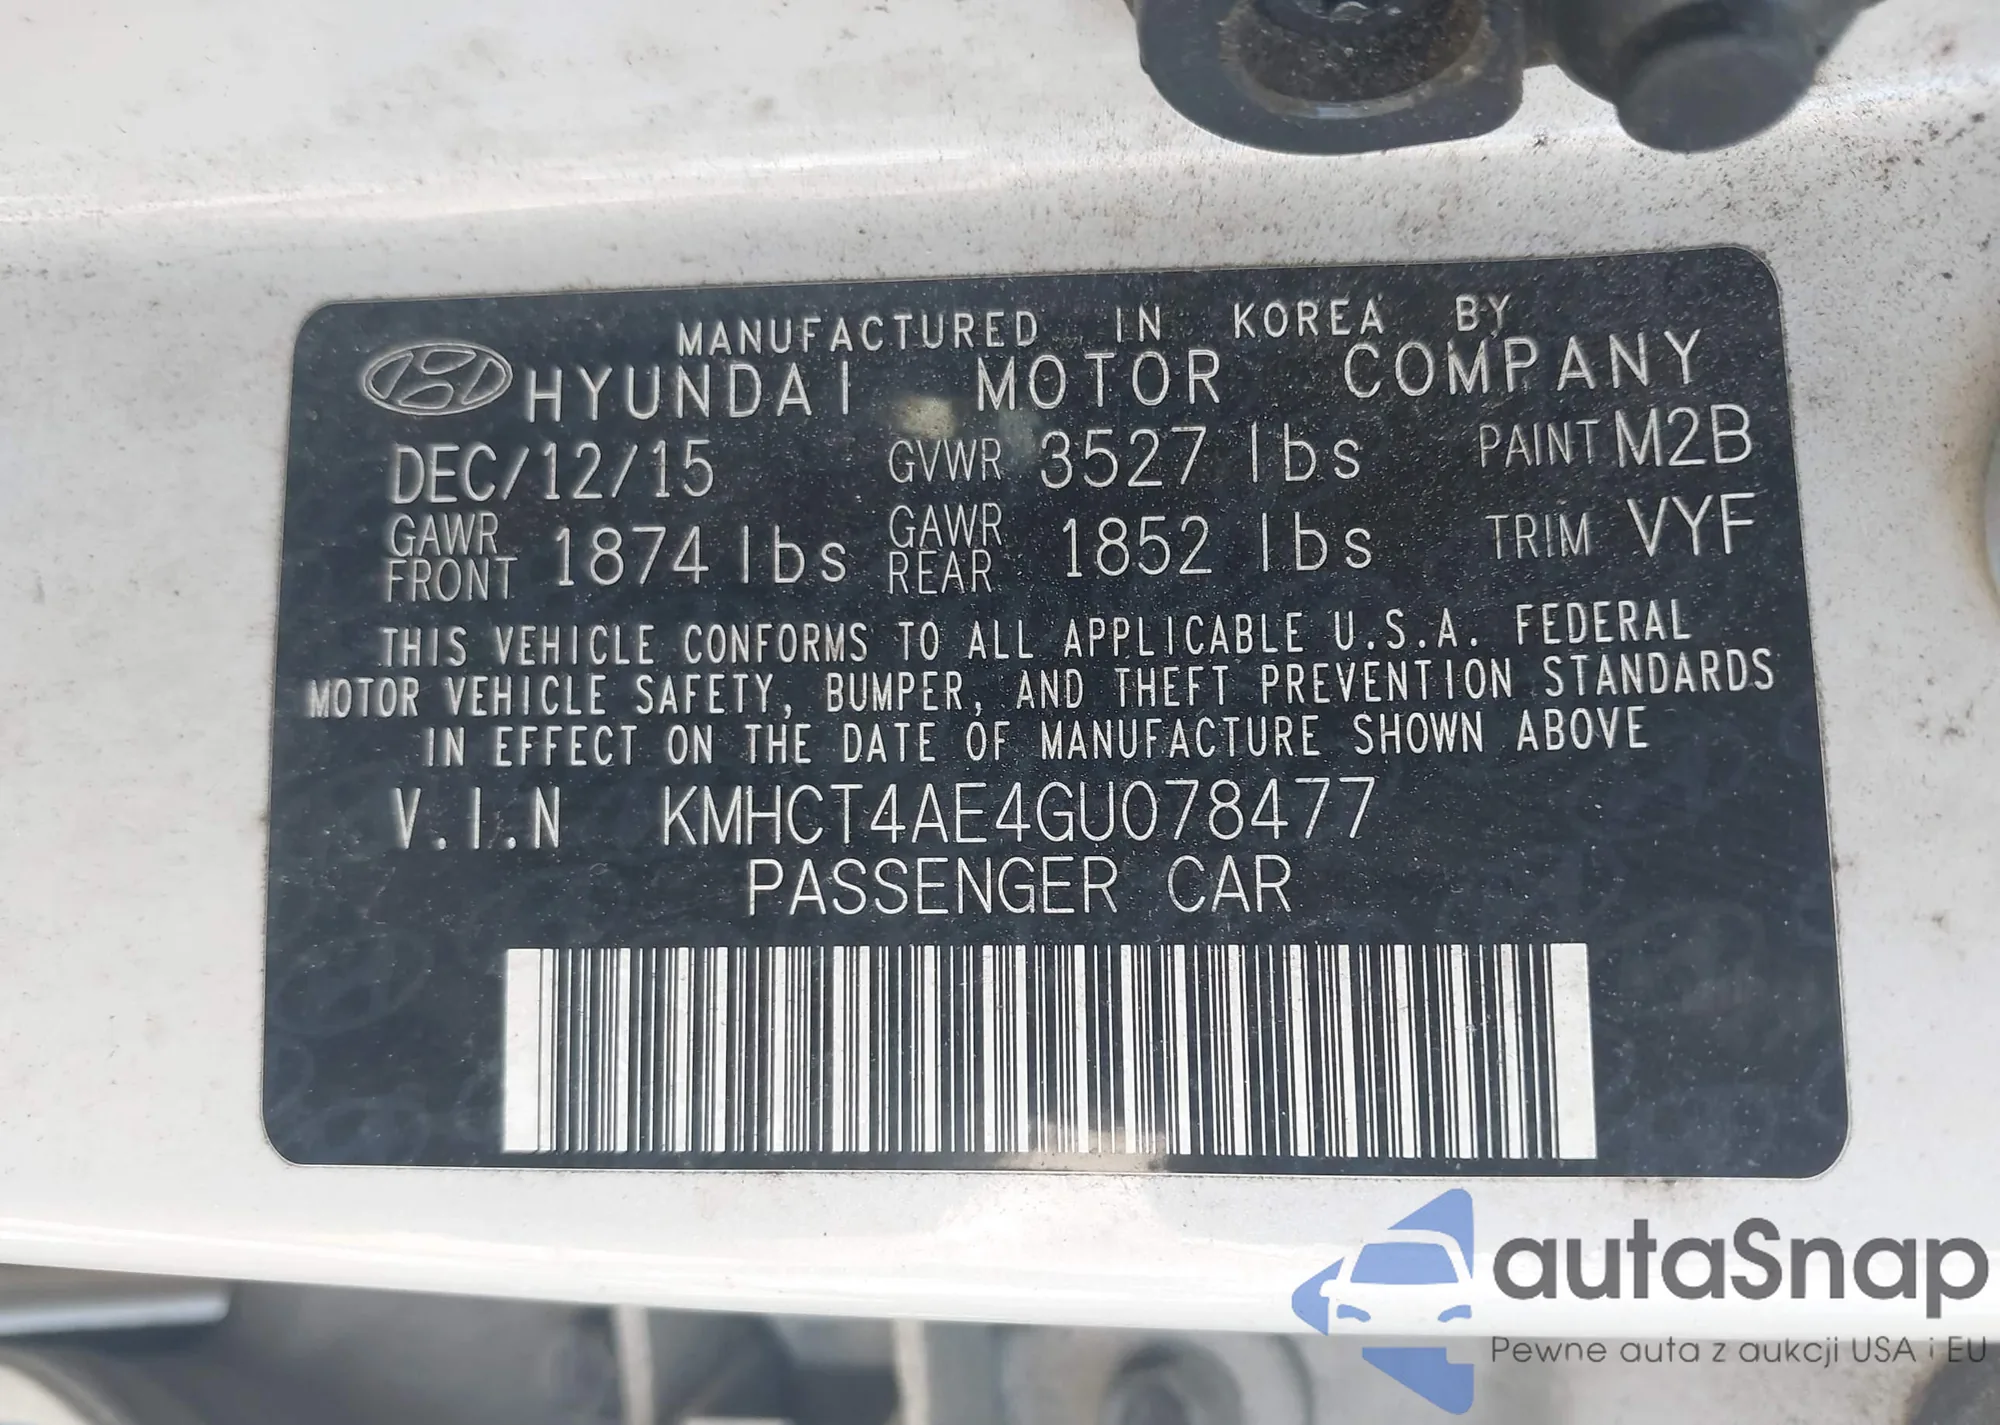 MANUFACTURED IN KOREA BY
HYUNDAI MOTOR COMPANY
DEC/12/15 GVWR 3527 lbs PAINT M2B
GAWR FRONT 1874 lbs GAWR REAR 1852 lbs TRIM VYF
THIS VEHICLE CONFORMS TO ALL APPLICABLE U.S.A. FEDERAL
MOTOR VEHICLE SAFETY, BUMPER, AND THEFT PREVENTION STANDARDS
IN EFFECT ON THE DATE OF MANUFACTURE SHOWN ABOVE
V.I.N KMHCT4AE4GU078477
PASSENGER CAR
autaSnap
Pewne auta z aukcji USA i EU